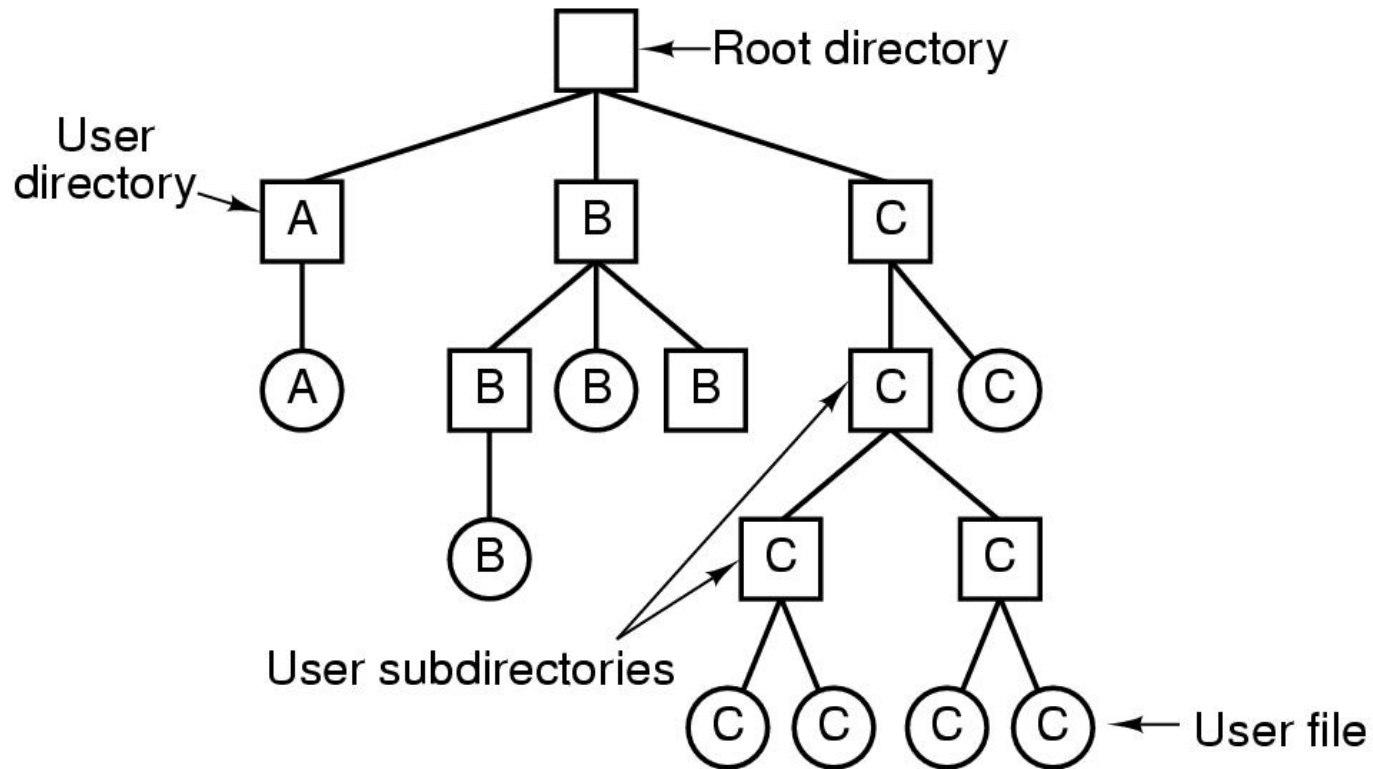 Root directory
User
directory
A
B
C
A
B
B
B
C
C
B
C
C
User subdirectories
C
C
C
C
User file